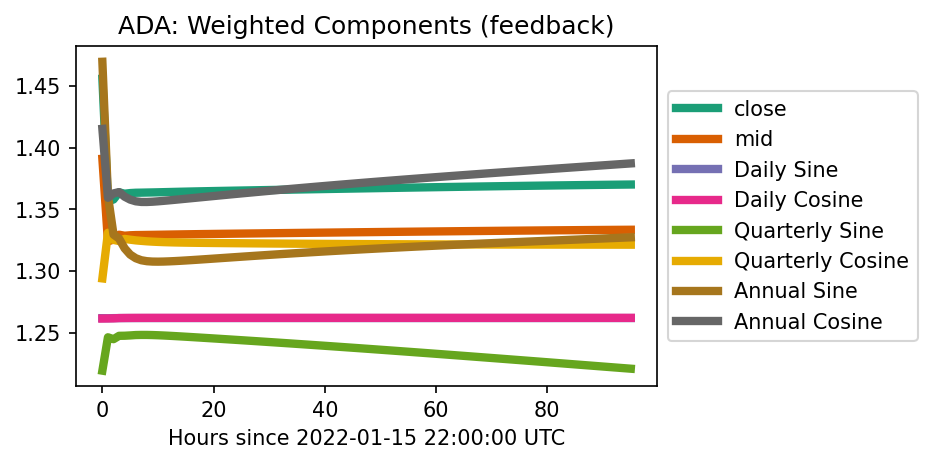 ADA: Weighted Components (feedback)
1.45
1.40
1.35
1.30
1.25
0 20 40 60 80
Hours since 2022-01-15 22:00:00 UTC
close
mid
Daily Sine
Daily Cosine
Quarterly Sine
Quarterly Cosine
Annual Sine
Annual Cosine